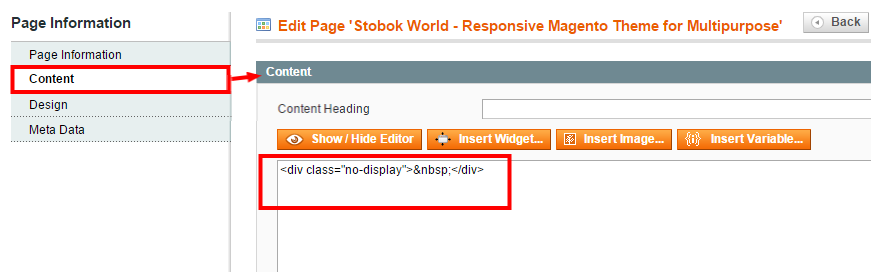 Page Information
Page Information
Content
Design
Meta Data
Edit Page 'Stobok World - Responsive Magento Theme for Multipurpose'
Back
Content
Content Heading
Show / Hide Editor Insert Widget... Insert Image... Insert Variable...
<div class="no-display">&nbsp;</div>